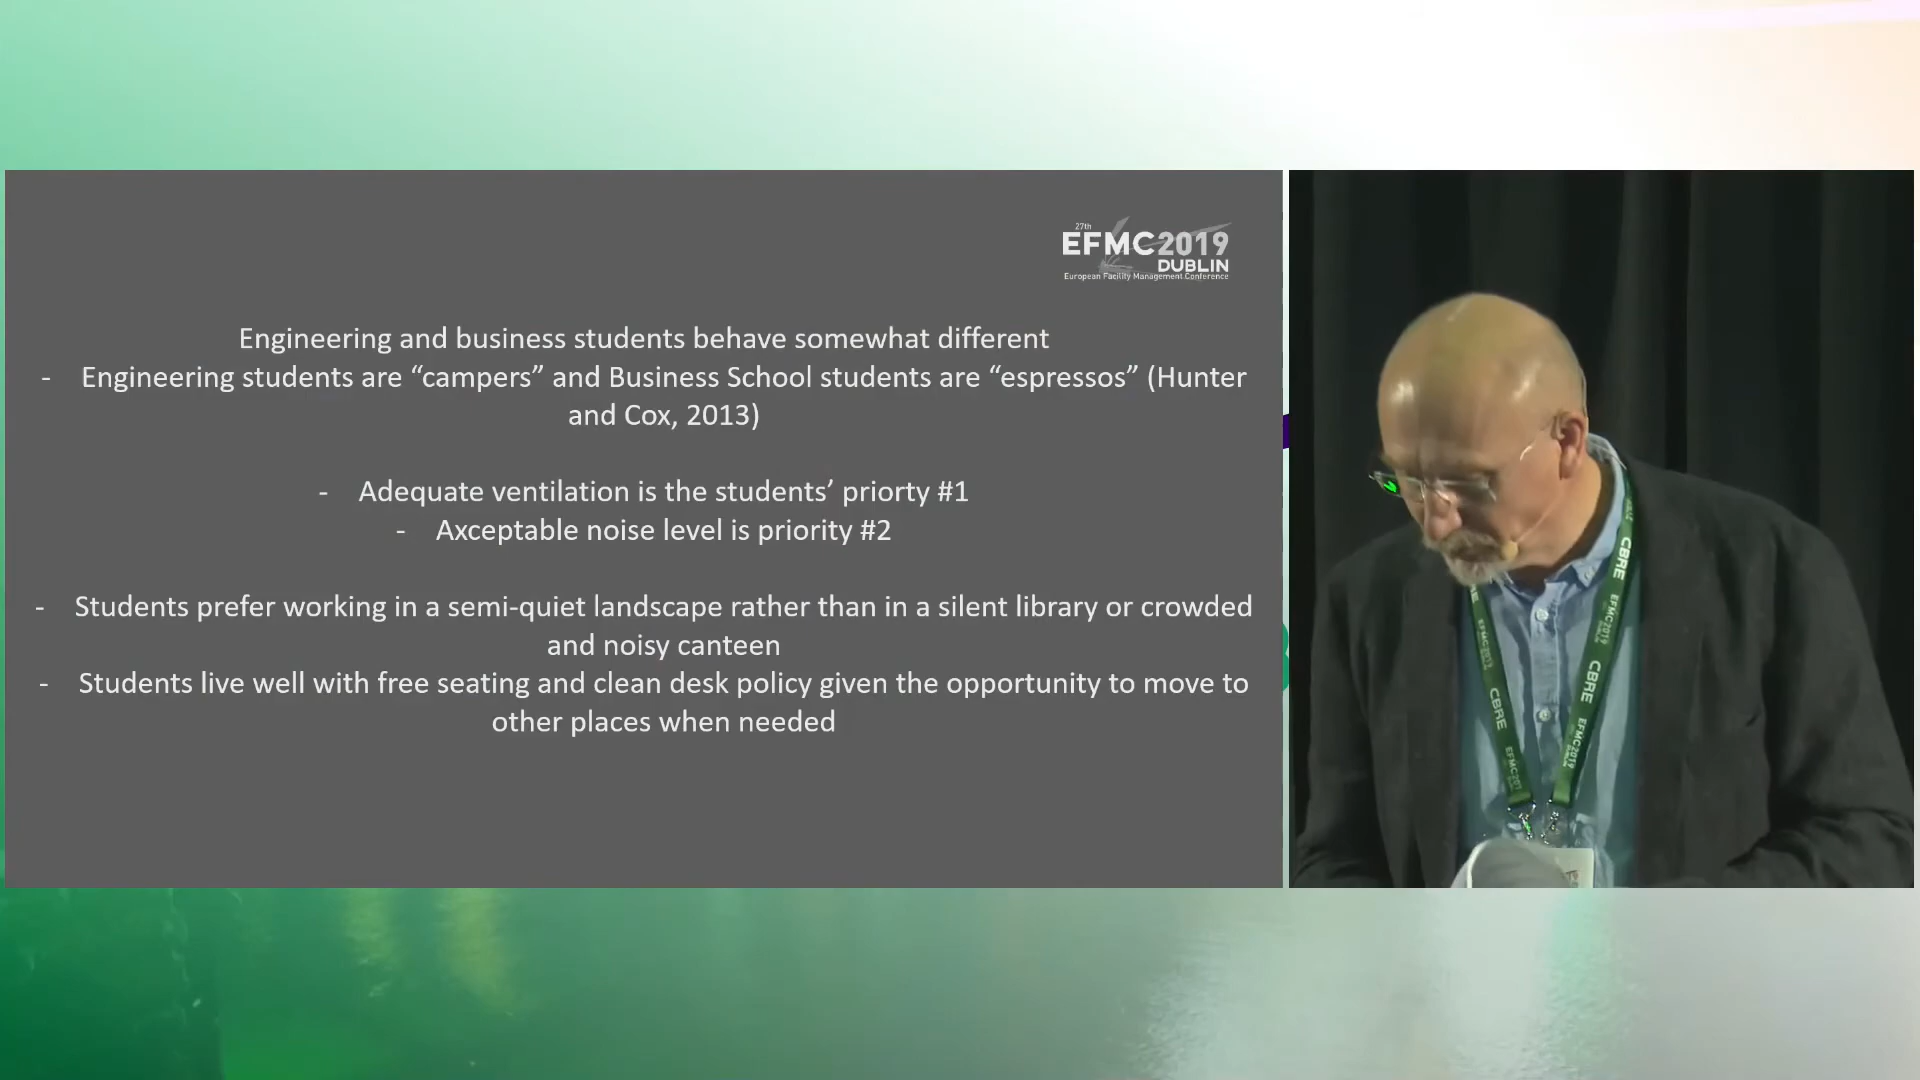 27th
EFMC2019
DUBLIN
European Facility Management Conference
Engineering and business students behave somewhat different
- Engineering students are “campers” and Business School students are “espressos” (Hunter
and Cox, 2013)
- Adequate ventilation is the students’ priorty #1
- Axceptable noise level is priority #2
- Students prefer working in a semi-quiet landscape rather than in a silent library or crowded
and noisy canteen
- Students live well with free seating and clean desk policy given the opportunity to move to
other places when needed
CBRE
EFMC2019
CBRE
EFMC2019
EFMC2019
CBRE
EFMC201